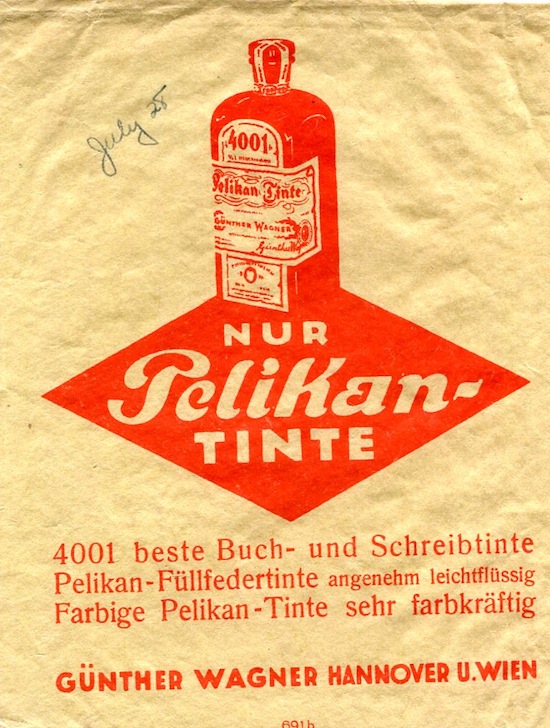 July 25
4001
Pelikan Tinte
GÜNTHER WAGNER
NUR
Pelikan-
TINTE
4001 beste Buch- und Schreibtinte
Pelikan-Füllfedertinte angenehm leichtflüssig
Farbige Pelikan-Tinte sehr farbkräftig
GÜNTHER WAGNER HANNOVER U.WIEN
691b